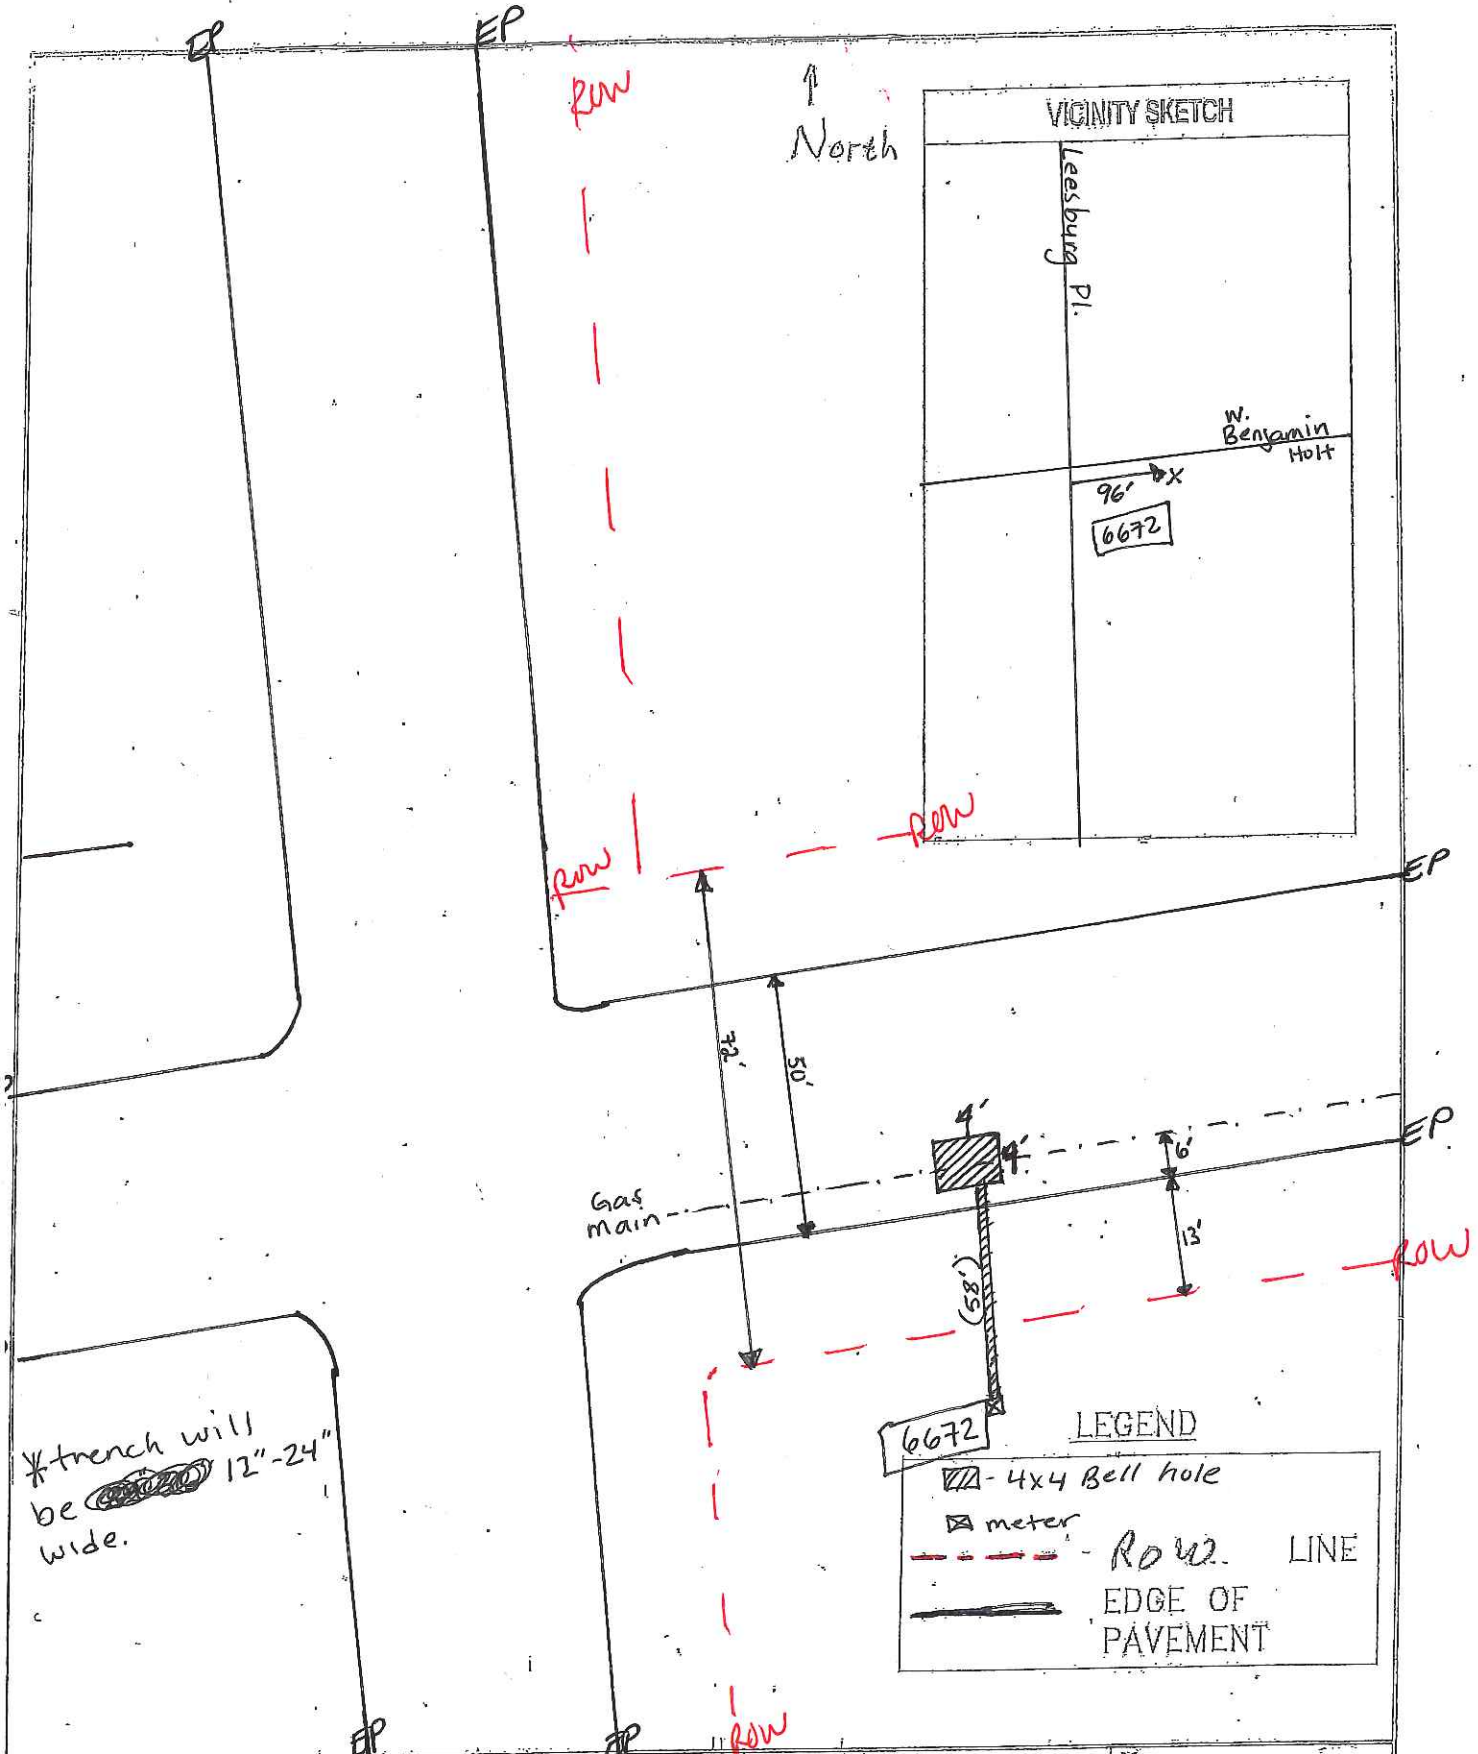 EP
EP
ROW
North
VICINITY SKETCH
Leesburg Pl.
W.
Benjamin
Holt
96'
X
6672
ROW
ROW
EP
72'
50'
4'
4'
6'
EP
Gas
main
13'
(58')
ROW
6672
*trench will
be 12"-24"
wide.
LEGEND
- 4x4 Bell hole
meter
- ROW. LINE
EDGE OF
PAVEMENT
EP
EP
ROW